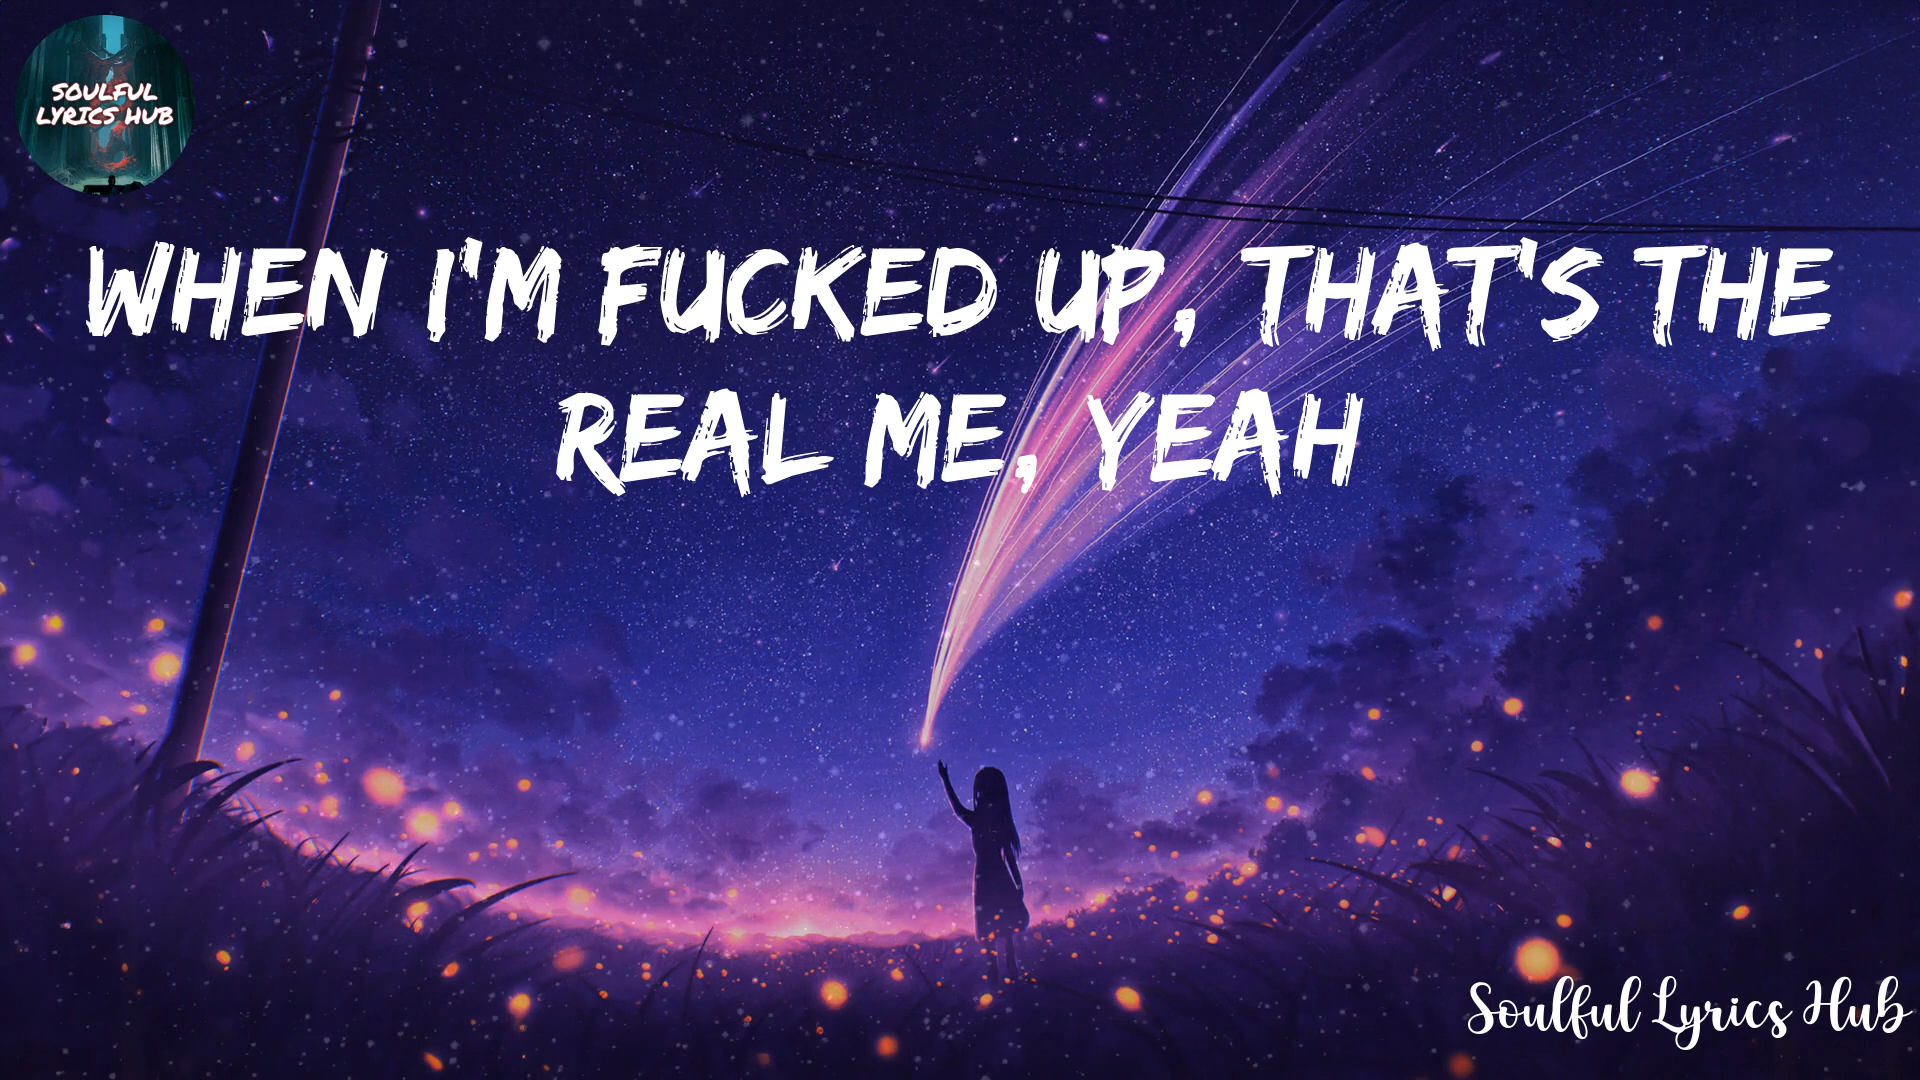 SOULFUL
LYRICS HUB
WHEN I'M FUCKED UP, THAT'S THE
REAL ME, YEAH
Soulful Lyrics Hub